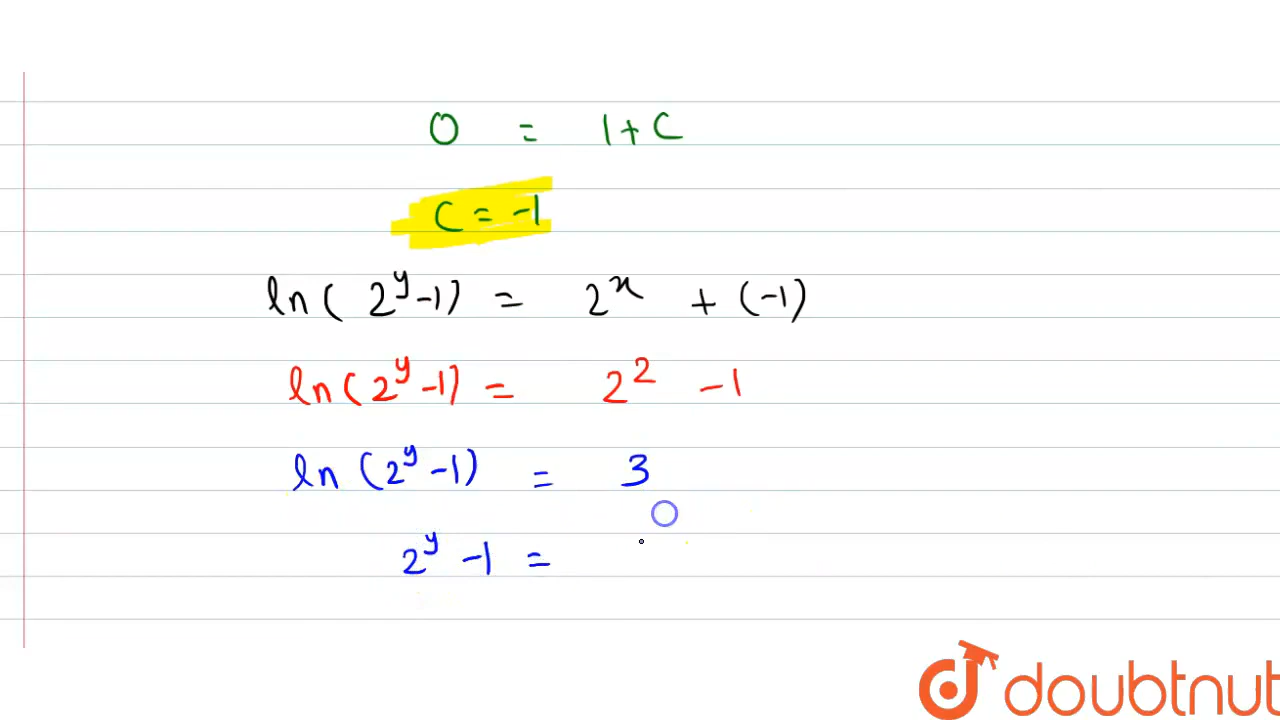 0 = 1 + C
C = -1
ln( 2^y -1) = 2^x + (-1)
ln( 2^y -1) = 2^2 -1
ln (2^y -1) = 3
2^y -1 =
doubtnut